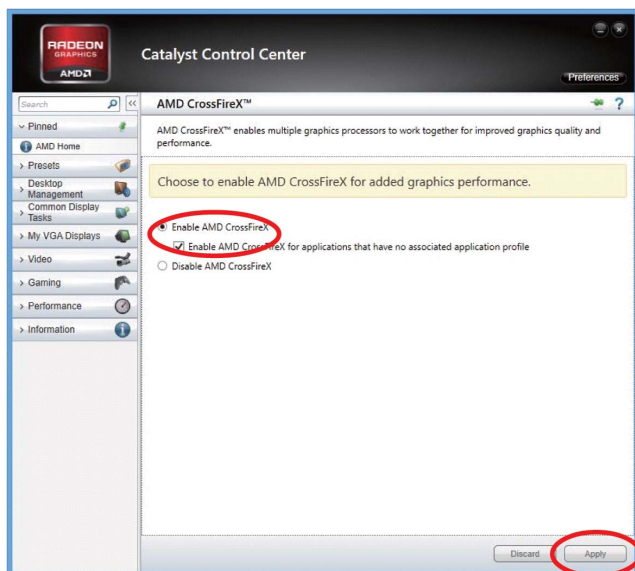 RADEON
GRAPHICS
AMD
Catalyst Control Center
Preferences
Search
<<
Pinned
AMD Home
Presets
Desktop
Management
Common Display
Tasks
My VGA Displays
Video
Gaming
Performance
Information
AMD CrossFireX™
?
AMD CrossFireX™ enables multiple graphics processors to work together for improved graphics quality and
performance.
Choose to enable AMD CrossFireX for added graphics performance.
Enable AMD CrossFireX
Enable AMD CrossFireX for applications that have no associated application profile
Disable AMD CrossFireX
Discard
Apply